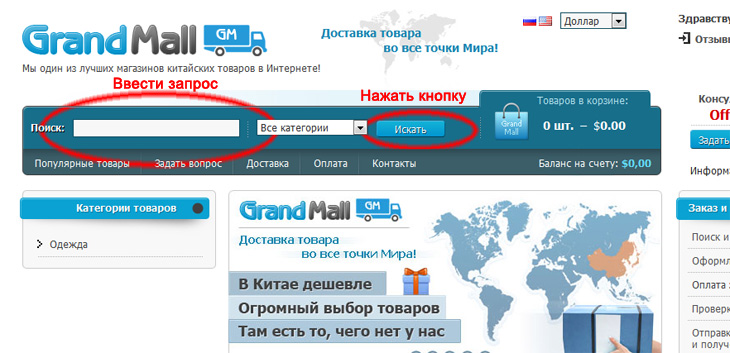 Grand Mall GM
Мы один из лучших магазинов китайских товаров в Интернете!
Доставка товара
во все точки Мира!
Доллар
Здравству
Отзывы
Ввести запрос
Нажать кнопку
Поиск:
Все категории
Искать
Grand
Mall
Товаров в корзине:
0 шт. – $0.00
Консу
Off
Задать
Информа
Популярные товары Задать вопрос Доставка Оплата Контакты
Баланс на счету: $0,00
Категории товаров
Одежда
Grand Mall GM
Доставка товара
во все точки Мира!
В Китае дешевле
Огромный выбор товаров
Там есть то, чего нет у нас
Заказ и
Поиск и
Оформл
Оплата :
Проверк
Отправк
и получ